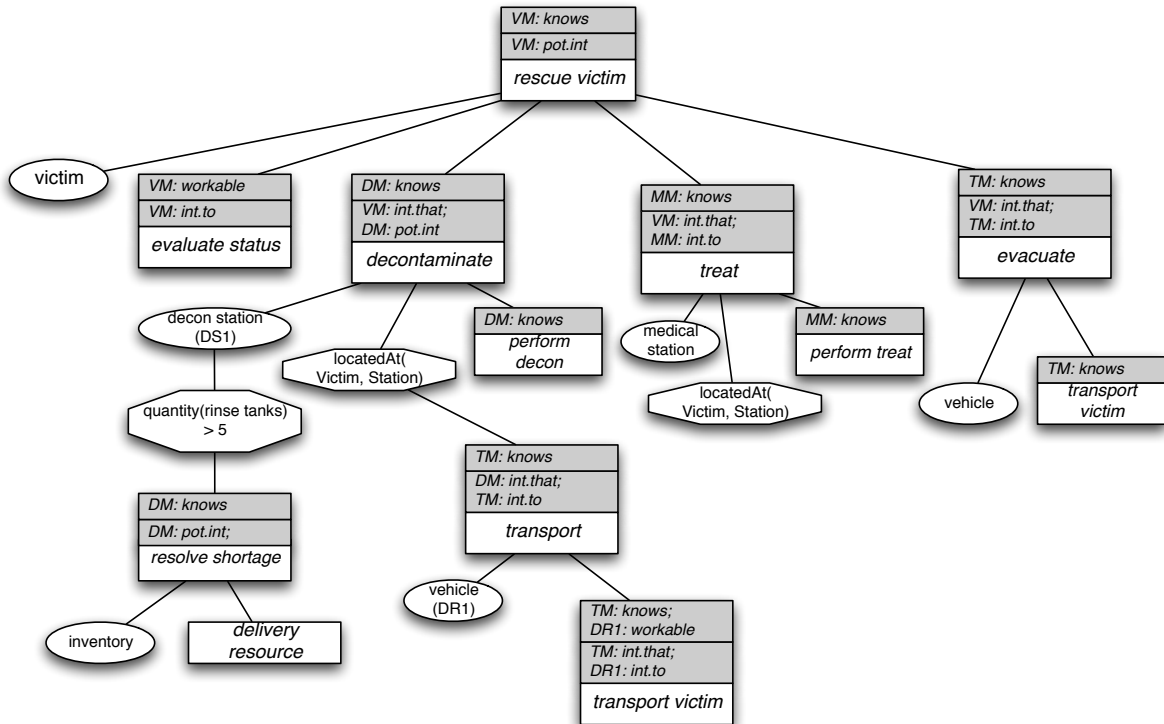 VM: knows
VM: pot.int
rescue victim
victim
VM: workable
VM: int.to
evaluate status
DM: knows
VM: int.that;
DM: pot.int
decontaminate
MM: knows
VM: int.that;
MM: int.to
treat
TM: knows
VM: int.that;
TM: int.to
evacuate
decon station
(DS1)
locatedAt(
Victim, Station)
DM: knows
perform
decon
medical
station
locatedAt(
Victim, Station)
MM: knows
perform treat
vehicle
TM: knows
transport
victim
quantity(rinse tanks)
> 5
DM: knows
DM: pot.int;
resolve shortage
inventory
delivery
resource
TM: knows
DM: int.that;
TM: int.to
transport
vehicle
(DR1)
TM: knows;
DR1: workable
TM: int.that;
DR1: int.to
transport victim